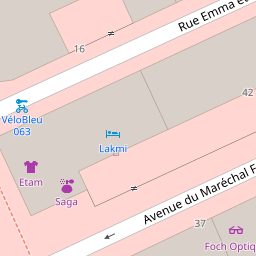 Rue Emma et
16
VéloBleu
063
42
Lakmi
Etam
Saga
Avenue du Maréchal F
37
Foch Optiq